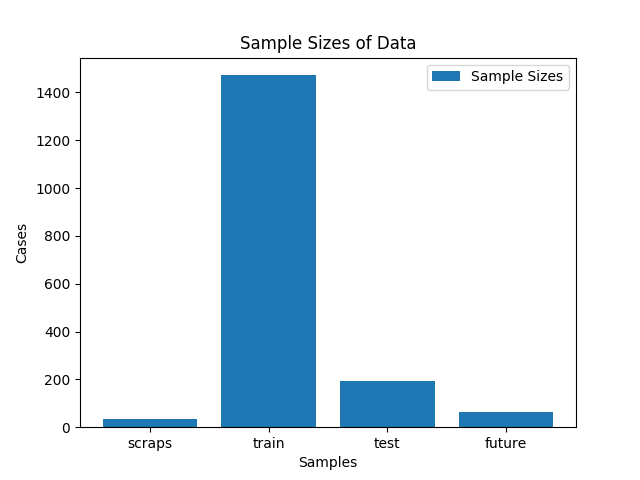 Sample Sizes of Data
Sample Sizes
1400
1200
1000
800
600
400
200
0
Cases
scraps train test future
Samples